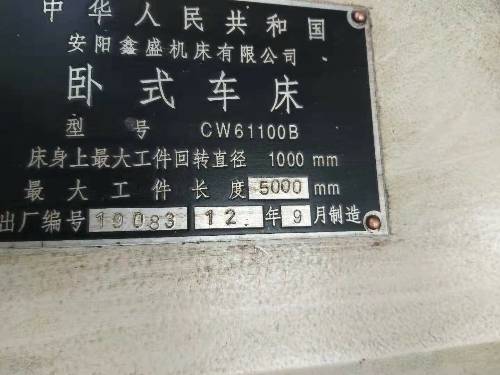 中华人民共和国
安阳鑫盛机床有限公司
卧式车床
型号 CW61100B
床身上最大工件回转直径 1000 mm
最大工件长度 5000 mm
出厂编号 19083 12. 年 9 月制造